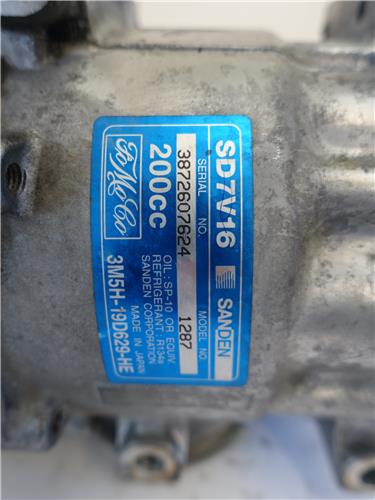 SD7V16 SANDEN
SERIAL NO. MODEL NO.
3872607624 1287
200cc OIL: SP-10 OR EQUIV.
REFRIGERANT: R134a
SANDEN CORPORATION
FoMoCo MADE IN JAPAN
3M5H-19D629-HE